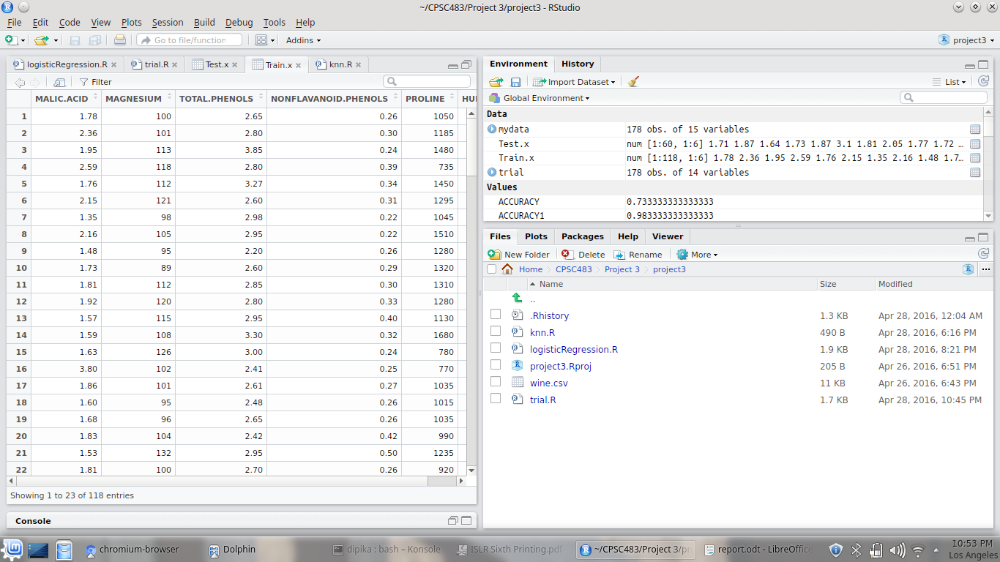 ~/CPSC483/Project 3/project3 - RStudio
File Edit Code View Plots Session Build Debug Tools Help
Go to file/function Addins project3
logisticRegression.R trial.R Test.x Train.x knn.R
Filter
MALIC.ACID MAGNESIUM TOTAL.PHENOLS NONFLAVANOID.PHENOLS PROLINE HUE
1 1.78 100 2.65 0.26 1050
2 2.36 101 2.80 0.30 1185
3 1.95 113 3.85 0.24 1480
4 2.59 118 2.80 0.39 735
5 1.76 112 3.27 0.34 1450
6 2.15 121 2.60 0.31 1295
7 1.35 98 2.98 0.22 1045
8 2.16 105 2.95 0.22 1510
9 1.48 95 2.20 0.26 1280
10 1.73 89 2.60 0.29 1320
11 1.81 112 2.85 0.30 1310
12 1.92 120 2.80 0.33 1280
13 1.57 115 2.95 0.40 1130
14 1.59 108 3.30 0.32 1680
15 1.63 126 3.00 0.24 780
16 3.80 102 2.41 0.25 770
17 1.86 101 2.61 0.27 1035
18 1.60 95 2.48 0.26 1015
19 1.68 96 2.65 0.26 1035
20 1.83 104 2.42 0.42 990
21 1.53 132 2.95 0.50 1235
22 1.81 100 2.70 0.26 920
Showing 1 to 23 of 118 entries
Console
Environment History
Import Dataset List
Global Environment
Data
mydata 178 obs. of 15 variables
Test.x num [1:60, 1:6] 1.71 1.87 1.64 1.73 1.87 3.1 1.81 2.05 1.77 1.72 …
Train.x num [1:118, 1:6] 1.78 2.36 1.95 2.59 1.76 2.15 1.35 2.16 1.48 1.7…
trial 178 obs. of 14 variables
Values
ACCURACY 0.733333333333333
ACCURACY1 0.983333333333333
Files Plots Packages Help Viewer
New Folder Delete Rename More
Home CPSC483 Project 3 project3 ...
Name Size Modified
..
.Rhistory 1.3 KB Apr 28, 2016, 12:04 AM
knn.R 490 B Apr 28, 2016, 6:16 PM
logisticRegression.R 1.9 KB Apr 28, 2016, 8:21 PM
project3.Rproj 205 B Apr 26, 2016, 6:51 PM
wine.csv 11 KB Apr 26, 2016, 6:43 PM
trial.R 1.7 KB Apr 28, 2016, 10:45 PM
chromium-browser Dolphin dipika : bash – Konsole ISLR Sixth Printing.pdf - ~/CPSC483/Project 3/pr report.odt - LibreOffice 10:53 PM
Los Angeles